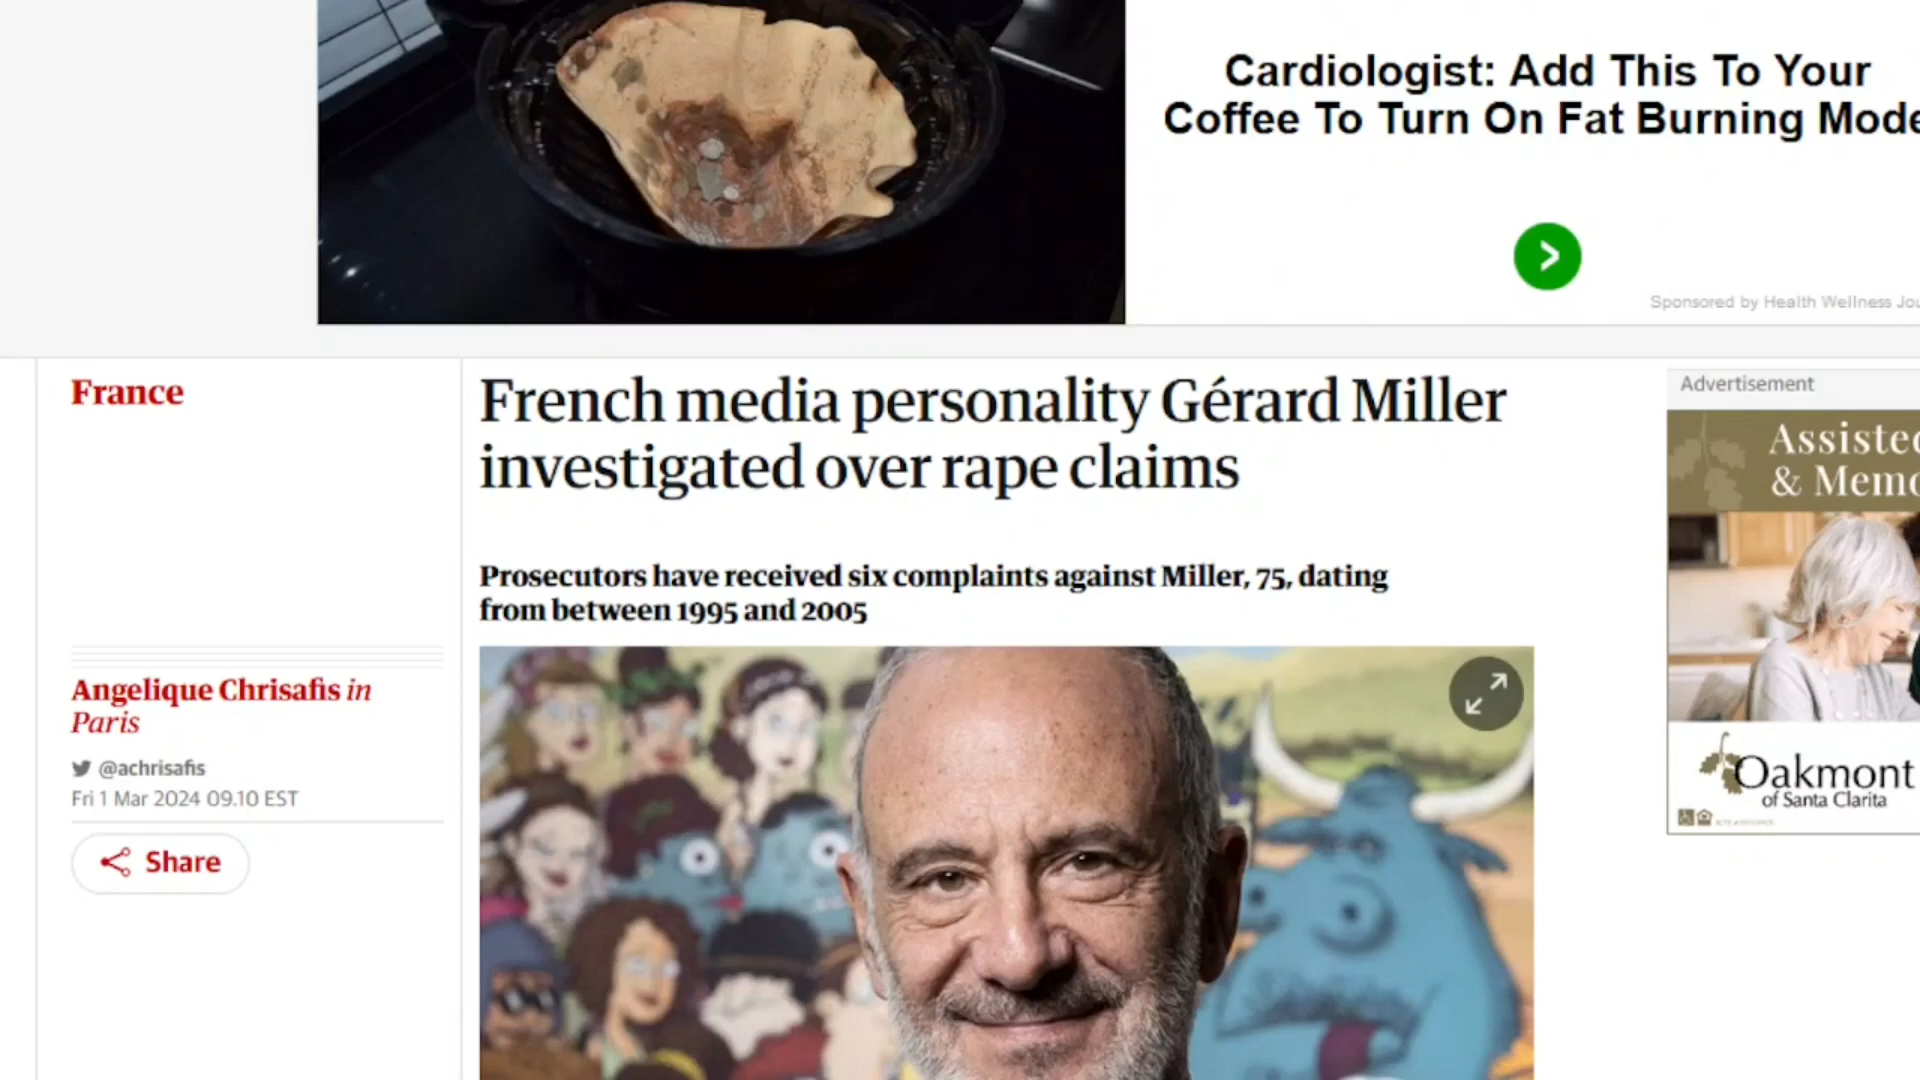 Cardiologist: Add This To Your
Coffee To Turn On Fat Burning Mode
Sponsored by Health Wellness Jou
France
French media personality Gérard Miller
investigated over rape claims
Prosecutors have received six complaints against Miller, 75, dating
from between 1995 and 2005
Angelique Chrisafis in
Paris
@achrisafis
Fri 1 Mar 2024 09.10 EST
Share
Advertisement
Assisted
& Memo
Oakmont
of Santa Clarita